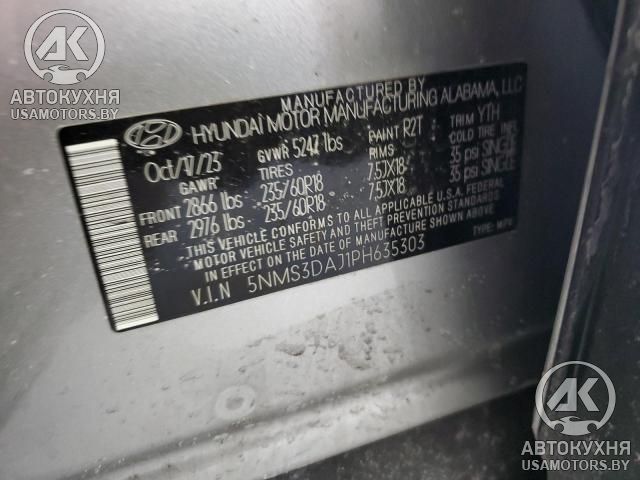 АК
АВТОКУХНЯ
USAMOTORS.BY
MANUFACTURED BY
HYUNDAI MOTOR MANUFACTURING ALABAMA, LLC
Oct/17/23 GVWR 5247 lbs PAINT R2T TRIM YTH
GAWR TIRES RIMS COLD TIRE INFL
FRONT 2866 lbs 235/60R18 7.5JX18 35 psi SINGLE
REAR 2976 lbs 235/60R18 7.5JX18 35 psi SINGLE
THIS VEHICLE CONFORMS TO ALL APPLICABLE U.S.A. FEDERAL
MOTOR VEHICLE SAFETY AND THEFT PREVENTION STANDARDS
IN EFFECT ON THE DATE OF MANUFACTURE SHOWN ABOVE
V.I.N 5NMS3DAJ1PH635303 TYPE: MPV
АК
АВТОКУХНЯ
USAMOTORS.BY